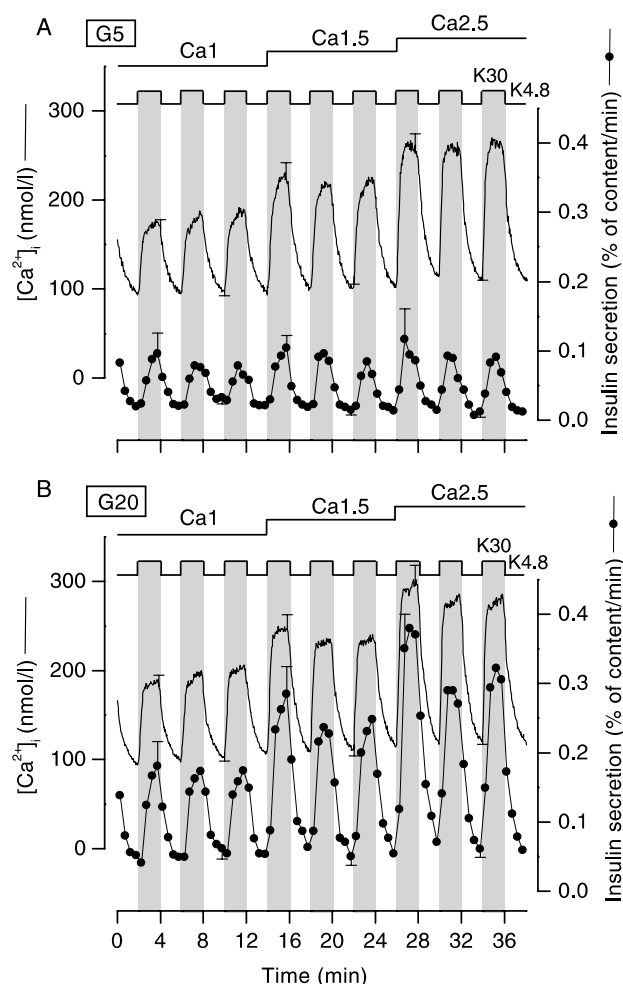 A
G5
Ca1
Ca1.5
Ca2.5
K30
K4.8
300
200
100
0
[Ca2+]i (nmol/l)
0.4
0.3
0.2
0.1
0.0
Insulin secretion (% of content/min)
B
G20
Ca1
Ca1.5
Ca2.5
K30
K4.8
300
200
100
0
[Ca2+]i (nmol/l)
0.4
0.3
0.2
0.1
0.0
Insulin secretion (% of content/min)
0 4 8 12 16 20 24 28 32 36
Time (min)